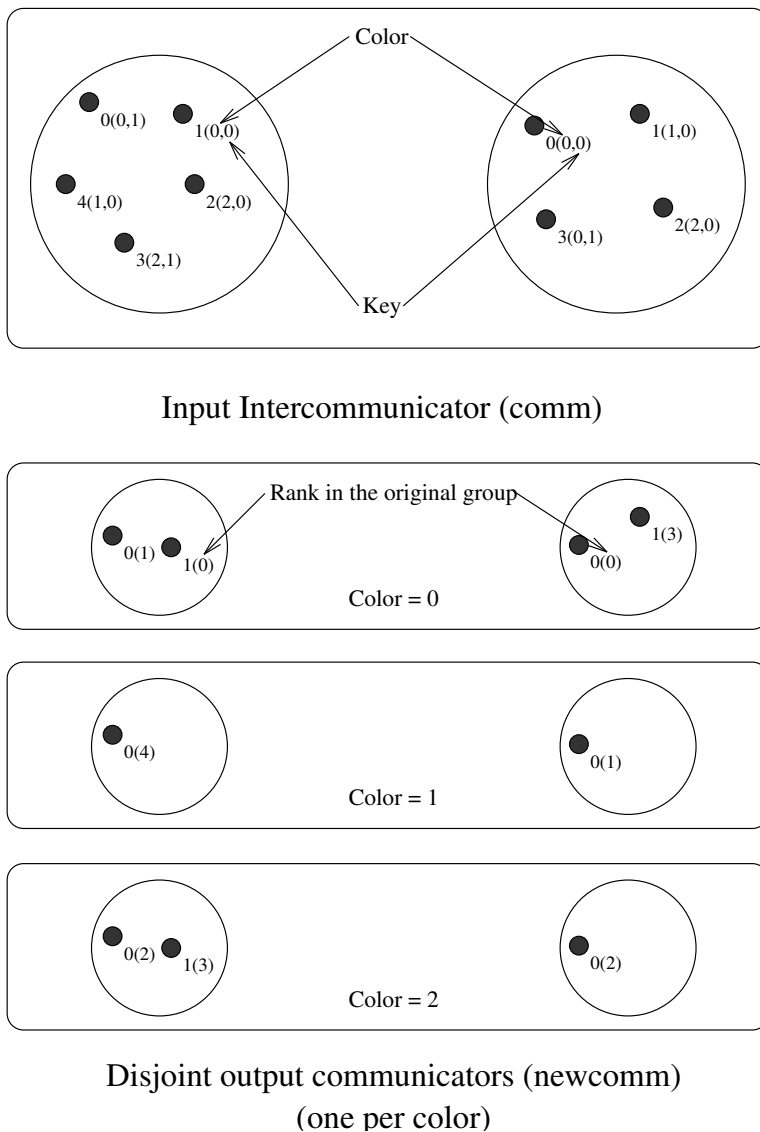 Color
0(0,1)
1(0,0)
0(0,0)
1(1,0)
4(1,0)
2(2,0)
3(2,1)
3(0,1)
2(2,0)
Key
Input Intercommunicator (comm)
Rank in the original group
0(1)
1(0)
0(0)
1(3)
Color = 0
0(4)
0(1)
Color = 1
0(2)
1(3)
0(2)
Color = 2
Disjoint output communicators (newcomm)
(one per color)